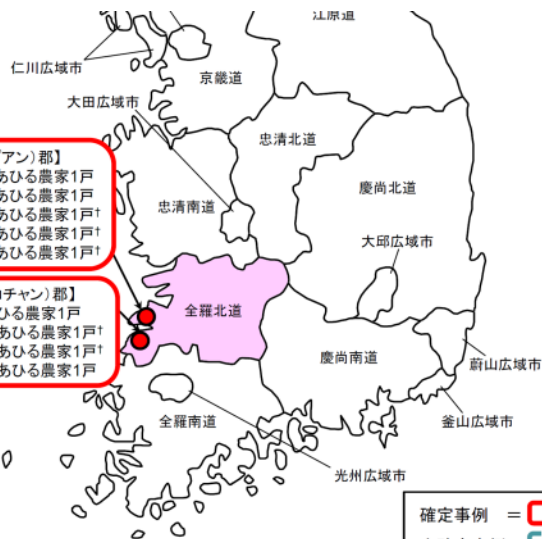 江原道
仁川広域市
京畿道
大田広域市
忠清北道
アン)郡】
あひる農家1戸
あひる農家1戸
あひる農家1戸†
あひる農家1戸†
あひる農家1戸†
忠清南道
慶尚北道
大邱広域市
チャン)郡】
ひる農家1戸
あひる農家1戸†
あひる農家1戸†
あひる農家1戸
全羅北道
慶尚南道
蔚山広域市
釜山広域市
全羅南道
光州広域市
確定事例 =